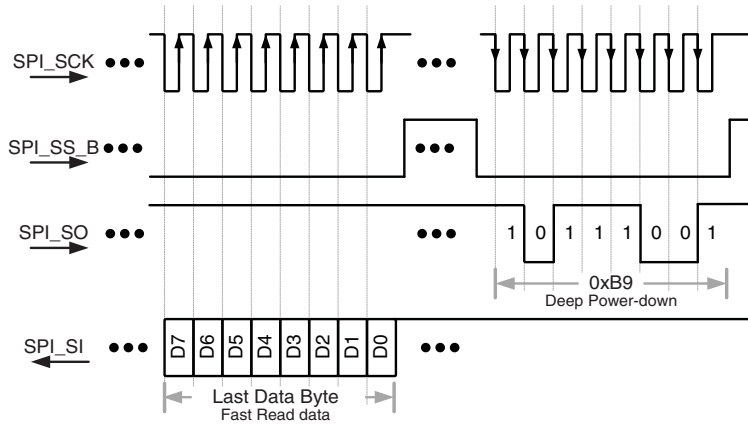 SPI_SCK
SPI_SS_B
SPI_SO
1 0 1 1 1 0 0 1
0xB9
Deep Power-down
SPI_SI
D7 D6 D5 D4 D3 D2 D1 D0
Last Data Byte
Fast Read data